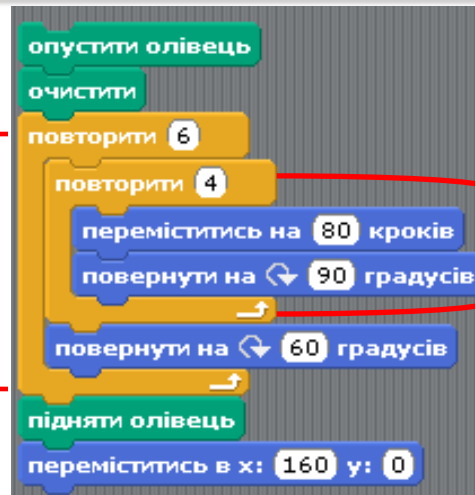 опустити олівець
очистити
повторити 6
повторити 4
переміститись на 80 кроків
повернути на 90 градусів
повернути на 60 градусів
підняти олівець
переміститись в x: 160 y: 0